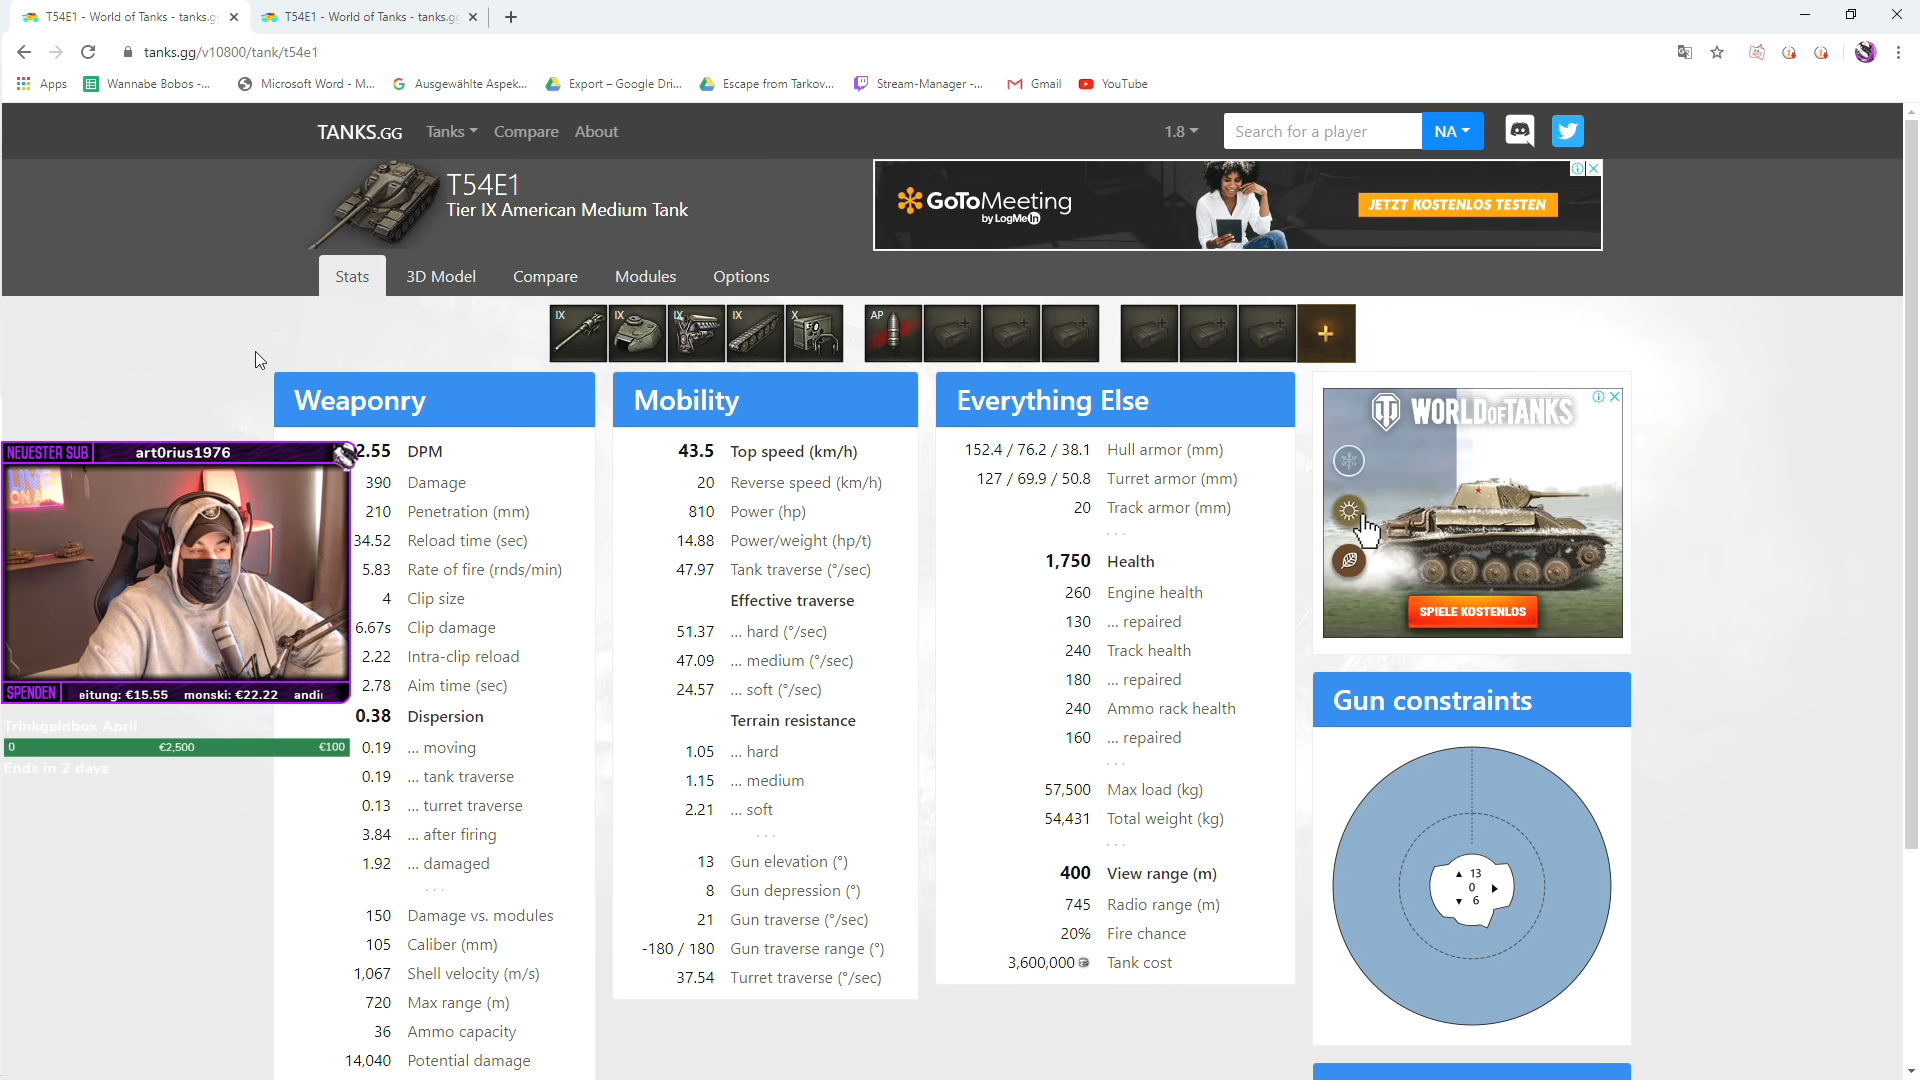 T54E1 - World of Tanks - tanks.g
T54E1 - World of Tanks - tanks.g
tanks.gg/v10800/tank/t54e1
Apps
Wannabe Bobos -...
Microsoft Word - M...
Ausgewählte Aspek...
Export – Google Dri...
Escape from Tarkov...
Stream-Manager -...
Gmail
YouTube
TANKS.GG
Tanks
Compare
About
1.8
Search for a player
NA
T54E1
Tier IX American Medium Tank
GoToMeeting
by LogMeIn
JETZT KOSTENLOS TESTEN
Stats
3D Model
Compare
Modules
Options
IX
IX
IX
IX
X
AP
Weaponry
2.55 DPM
390 Damage
210 Penetration (mm)
34.52 Reload time (sec)
5.83 Rate of fire (rnds/min)
4 Clip size
6.67s Clip damage
2.22 Intra-clip reload
2.78 Aim time (sec)
0.38 Dispersion
0.19 ... moving
0.19 ... tank traverse
0.13 ... turret traverse
3.84 ... after firing
1.92 ... damaged
...
150 Damage vs. modules
105 Caliber (mm)
1,067 Shell velocity (m/s)
720 Max range (m)
36 Ammo capacity
14,040 Potential damage
Mobility
43.5 Top speed (km/h)
20 Reverse speed (km/h)
810 Power (hp)
14.88 Power/weight (hp/t)
47.97 Tank traverse (°/sec)
Effective traverse
51.37 ... hard (°/sec)
47.09 ... medium (°/sec)
24.57 ... soft (°/sec)
Terrain resistance
1.05 ... hard
1.15 ... medium
2.21 ... soft
...
13 Gun elevation (°)
8 Gun depression (°)
21 Gun traverse (°/sec)
-180 / 180 Gun traverse range (°)
37.54 Turret traverse (°/sec)
Everything Else
152.4 / 76.2 / 38.1 Hull armor (mm)
127 / 69.9 / 50.8 Turret armor (mm)
20 Track armor (mm)
...
1,750 Health
260 Engine health
130 ... repaired
240 Track health
180 ... repaired
240 Ammo rack health
160 ... repaired
...
57,500 Max load (kg)
54,431 Total weight (kg)
...
400 View range (m)
745 Radio range (m)
20% Fire chance
3,600,000 Tank cost
WORLD OF TANKS
SPIELE KOSTENLOS
Gun constraints
13
0
6
NEUESTER SUB
art0rius1976
LIVE
ON A
SPENDEN
eitung: €15.55 monski: €22.22 andi
Trinkgeldbox April
0 €2,500 €100
Ends in 2 days